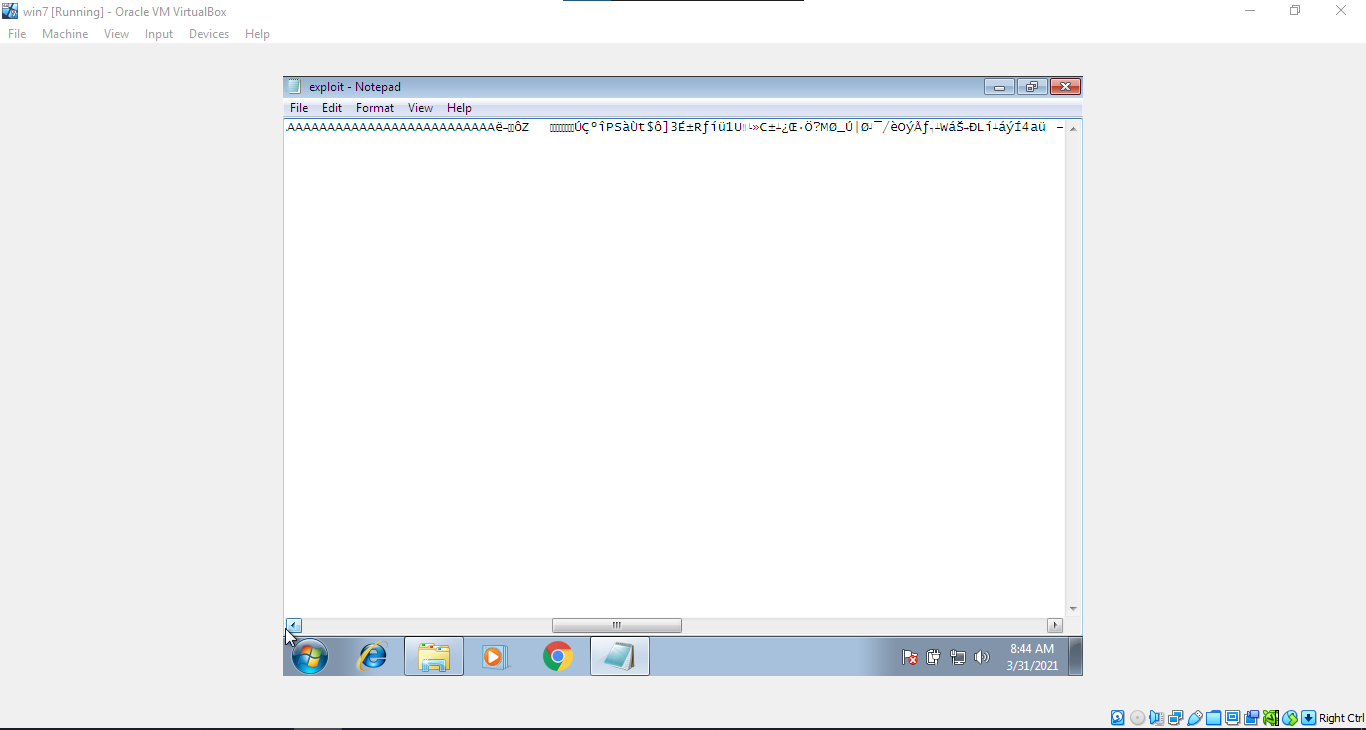 win7 [Running] - Oracle VM VirtualBox
File Machine View Input Devices Help
exploit - Notepad
File Edit Format View Help
8:44 AM
3/31/2021
Right Ctrl